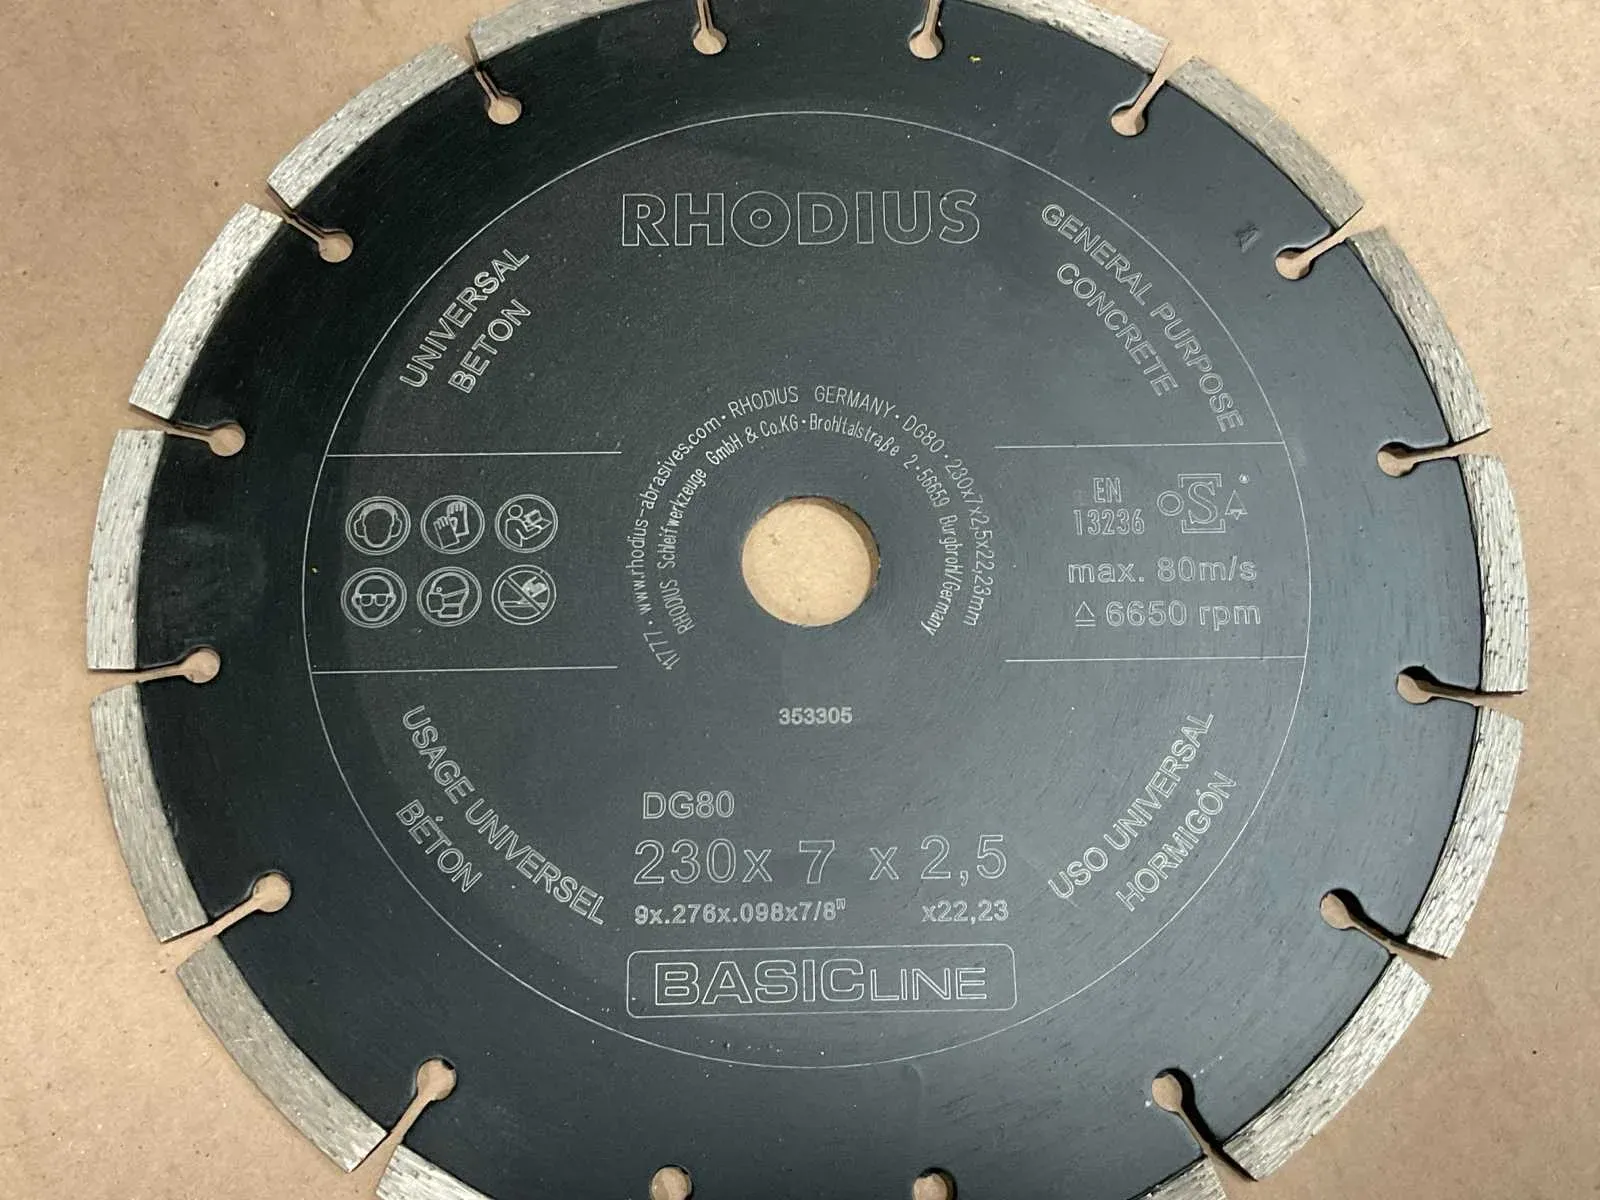 RHODIUS
UNIVERSAL
BETON
GENERAL PURPOSE
CONCRETE
11777 · www.rhodius-abrasives.com · RHODIUS GERMANY · DG80 · 230x7x2,5x22,23mm
RHODIUS Schleifwerkzeuge GmbH & Co.KG · Brohltalstraße 2 · 56659 Burgbrohl/Germany
EN
13236
oSa
max. 80m/s
≙ 6650 rpm
353305
USAGE UNIVERSEL
BÉTON
DG80
230x 7 x 2,5
9x.276x.098x7/8" x22,23
BASICLINE
USO UNIVERSAL
HORMIGÓN